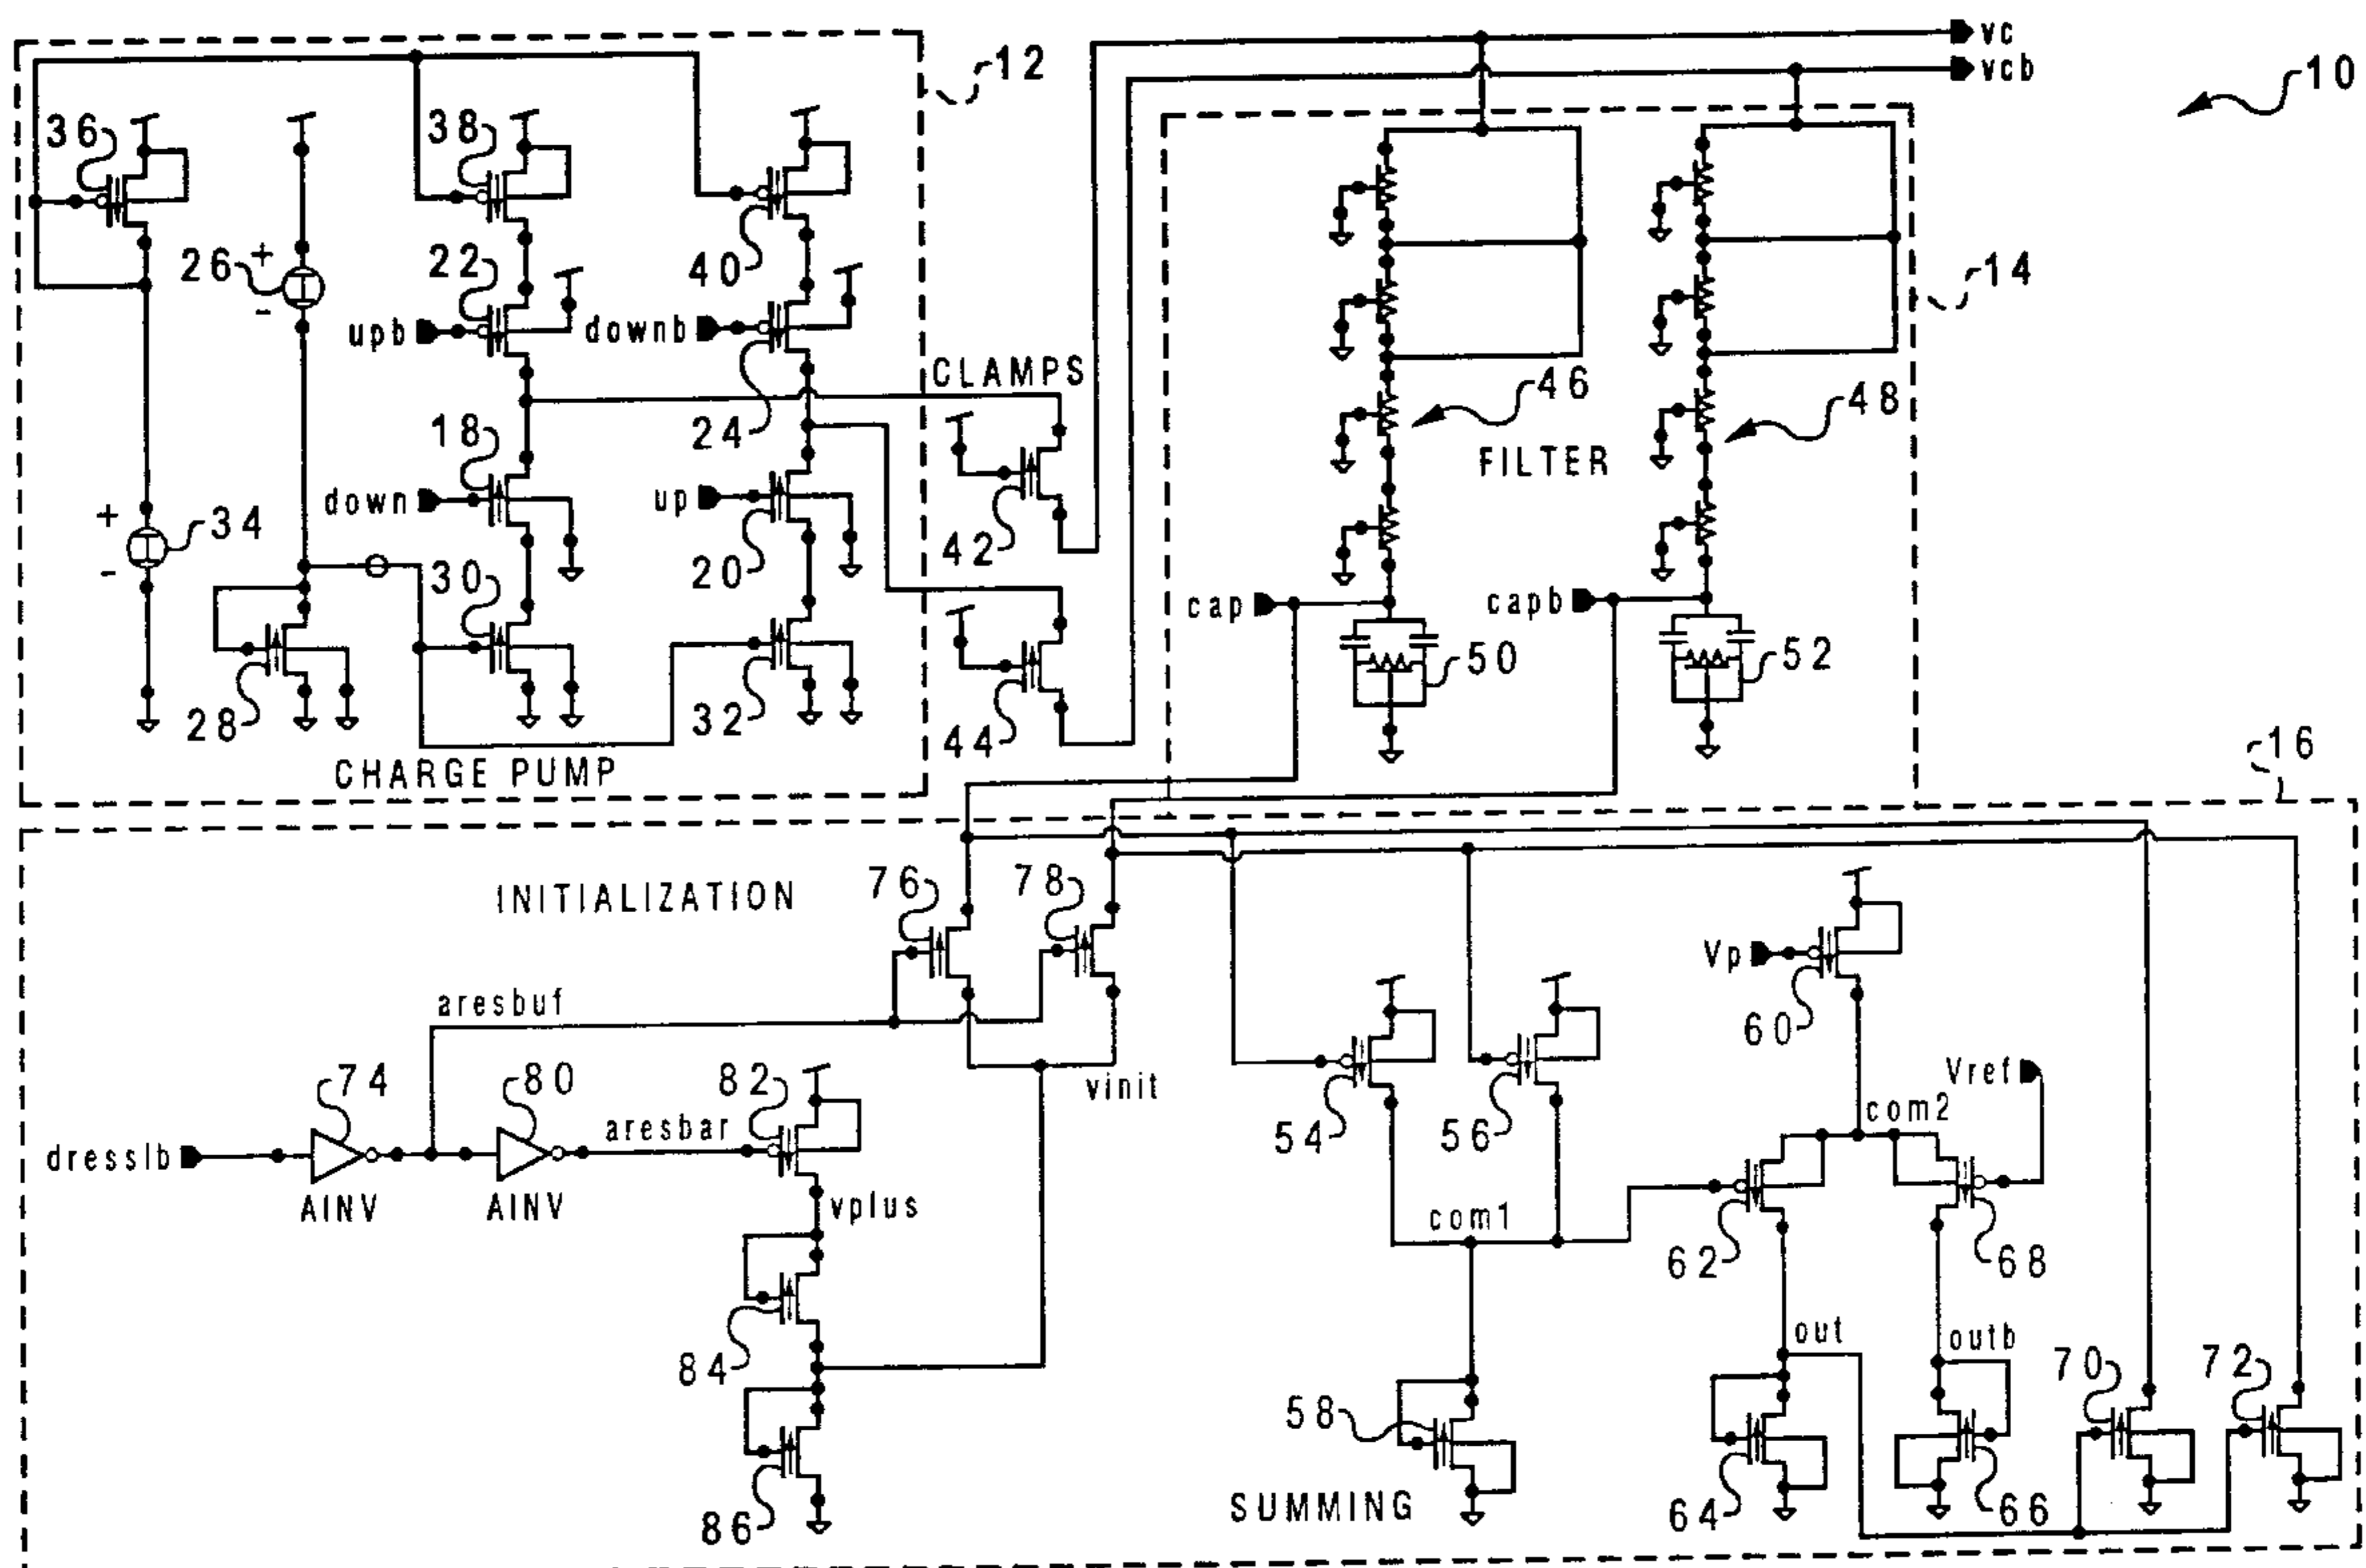 vc
12
vcb
10
36
38
26 +
-
22
40
14
upb
downb
CLAMPS
46
48
24
18
FILTER
down
up
+
34
-
42
20
30
cap
capb
50
52
28
32
44
CHARGE PUMP
16
INITIALIZATION
76
78
Vp
aresbuf
60
74
80
82
vinit
Vref
com2
aresbar
54
56
dresslb
AINV
AINV
vplus
com1
62
68
out
outb
84
70
72
58
SUMMING
64
66
86